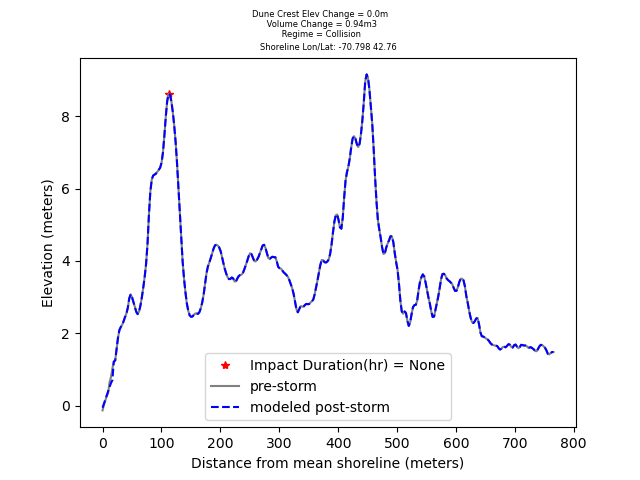 Dune Crest Elev Change = 0.0m
Volume Change = 0.94m3
Regime = Collision
Shoreline Lon/Lat: -70.798 42.76
Elevation (meters)
8
6
4
2
0
Impact Duration(hr) = None
pre-storm
modeled post-storm
0 100 200 300 400 500 600 700 800
Distance from mean shoreline (meters)